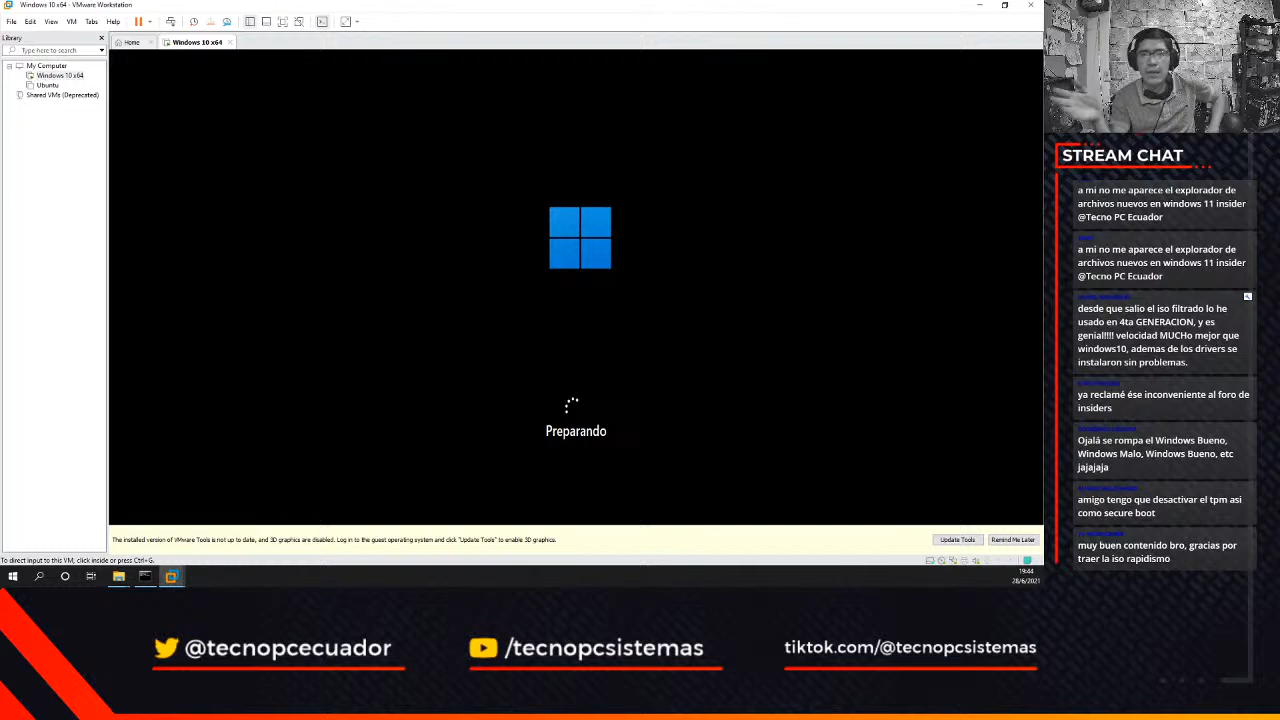 Windows 10 x64 - VMware Workstation
File Edit View VM Tabs Help
Library
Type here to search
My Computer
Windows 10 x64
Ubuntu
Shared VMs (Deprecated)
Home
Windows 10 x64
Preparando
The installed version of VMware Tools is not up to date, and 3D graphics are disabled. Log in to the guest operating system and click "Update Tools" to enable 3D graphics.
Update Tools
Remind Me Later
To direct input to this VM, click inside or press Ctrl+G.
19:44
28/6/2021
STREAM CHAT
a mi no me aparece el explorador de
archivos nuevos en windows 11 insider
@Tecno PC Ecuador
a mi no me aparece el explorador de
archivos nuevos en windows 11 insider
@Tecno PC Ecuador
desde que salio el iso filtrado lo he
usado en 4ta GENERACION, y es
genial!!!! velocidad MUCHo mejor que
windows10, ademas de los drivers se
instalaron sin problemas.
ya reclamé ése inconveniente al foro de
insiders
Ojalá se rompa el Windows Bueno,
Windows Malo, Windows Bueno, etc
jajajaja
amigo tengo que desactivar el tpm asi
como secure boot
muy buen contenido bro, gracias por
traer la iso rapidismo
@tecnopcecuador
/tecnopcsistemas
tiktok.com/@tecnopcsistemas